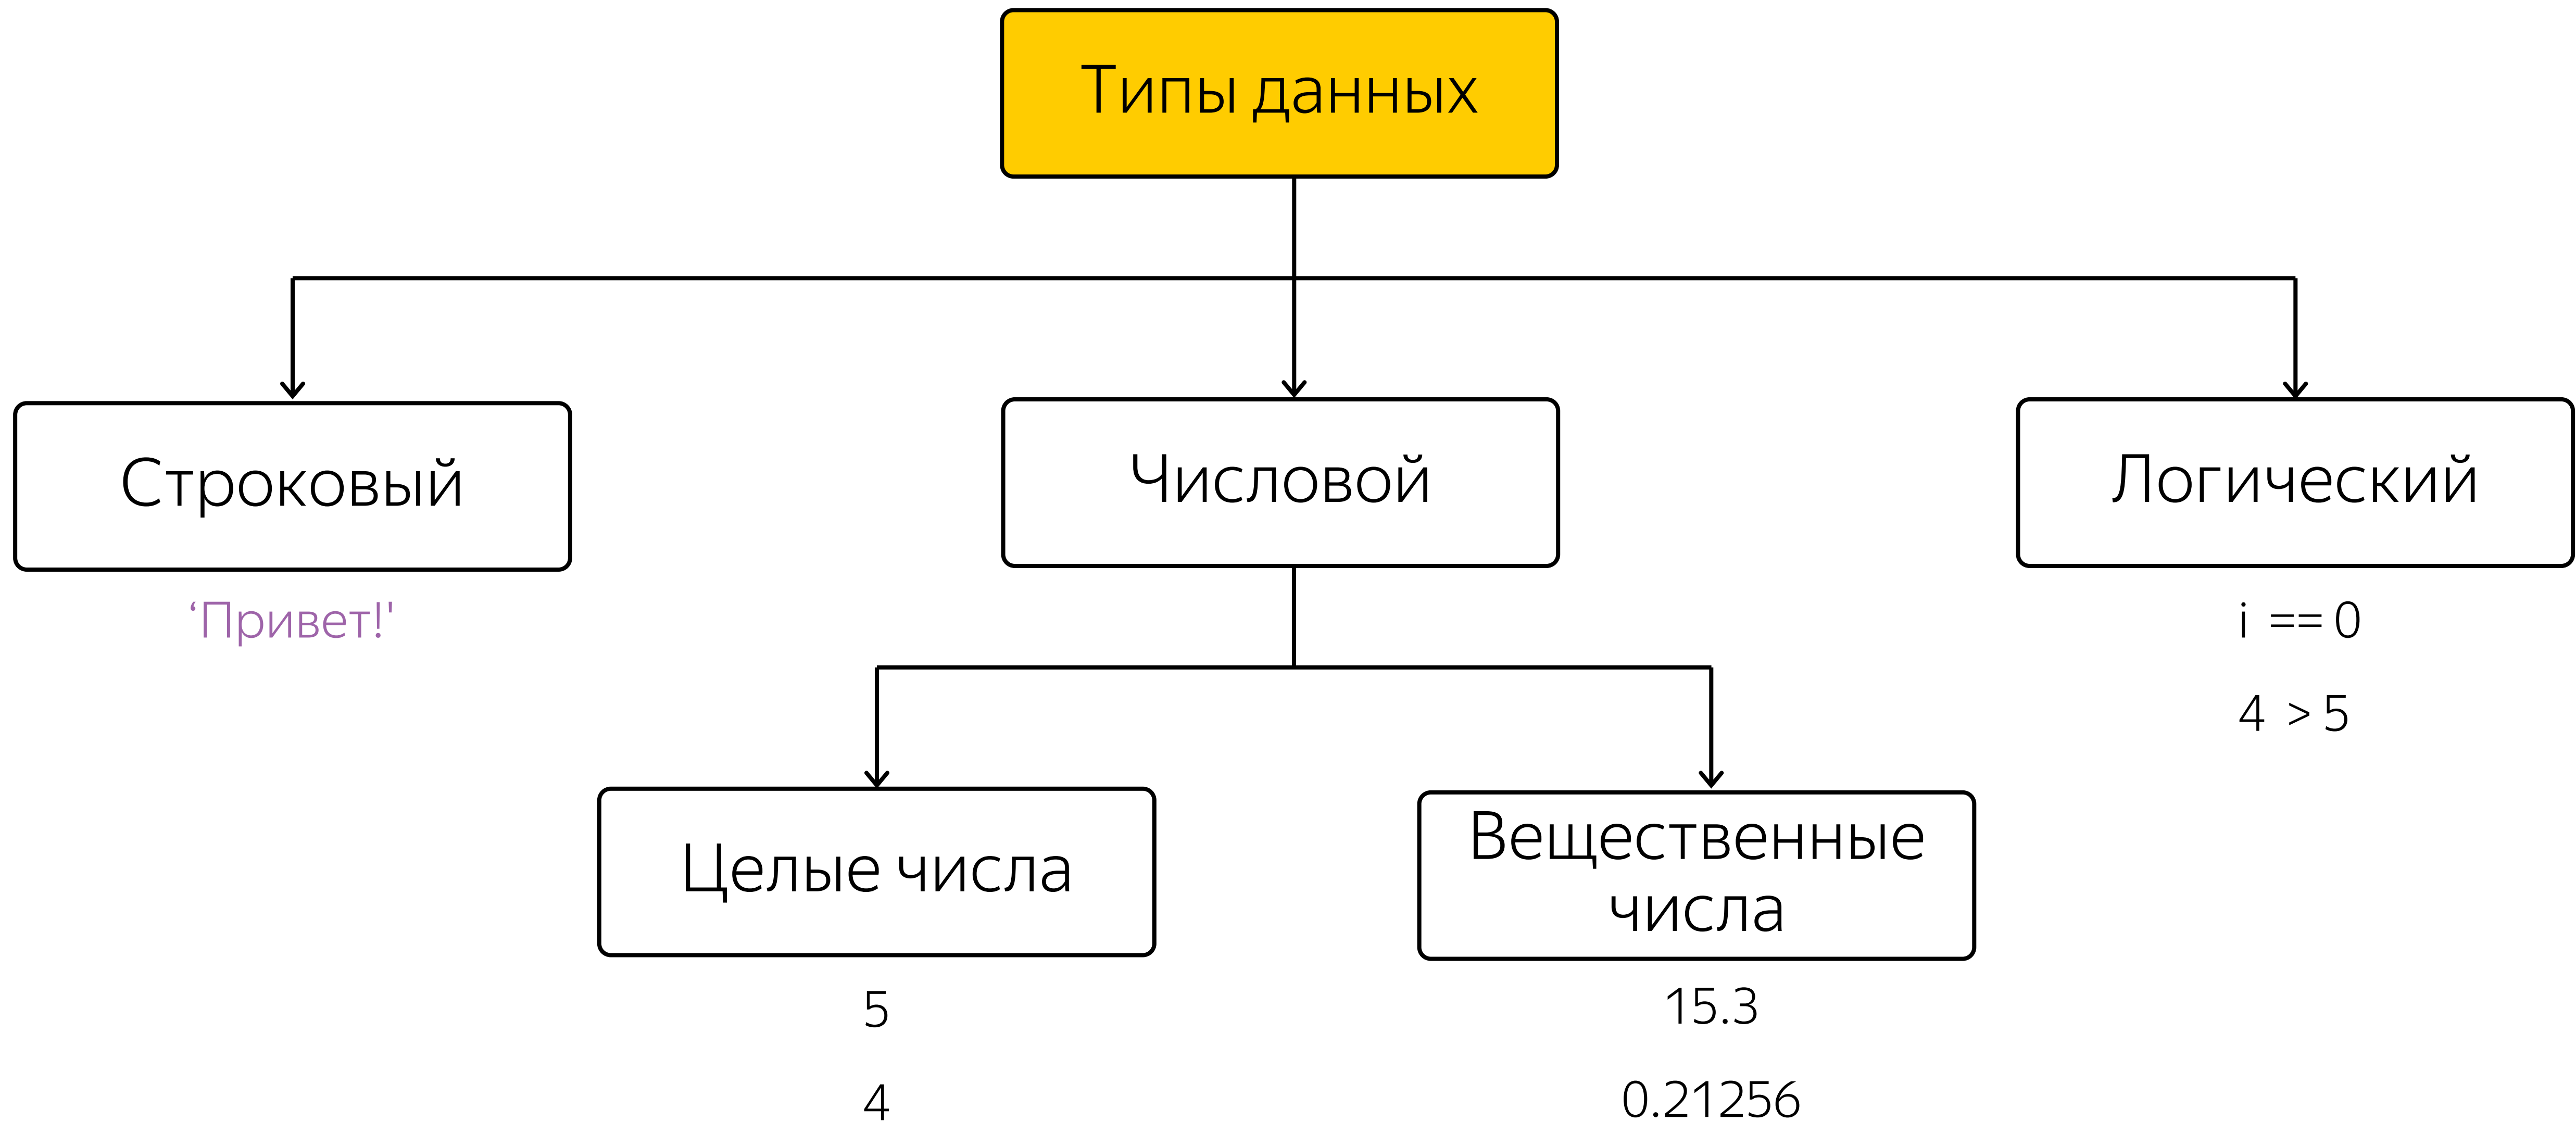 Типы данных
Строковый
Числовой
Логический
‘Привет!'
i == 0
4 > 5
Целые числа
Вещественные
числа
5
4
15.3
0.21256